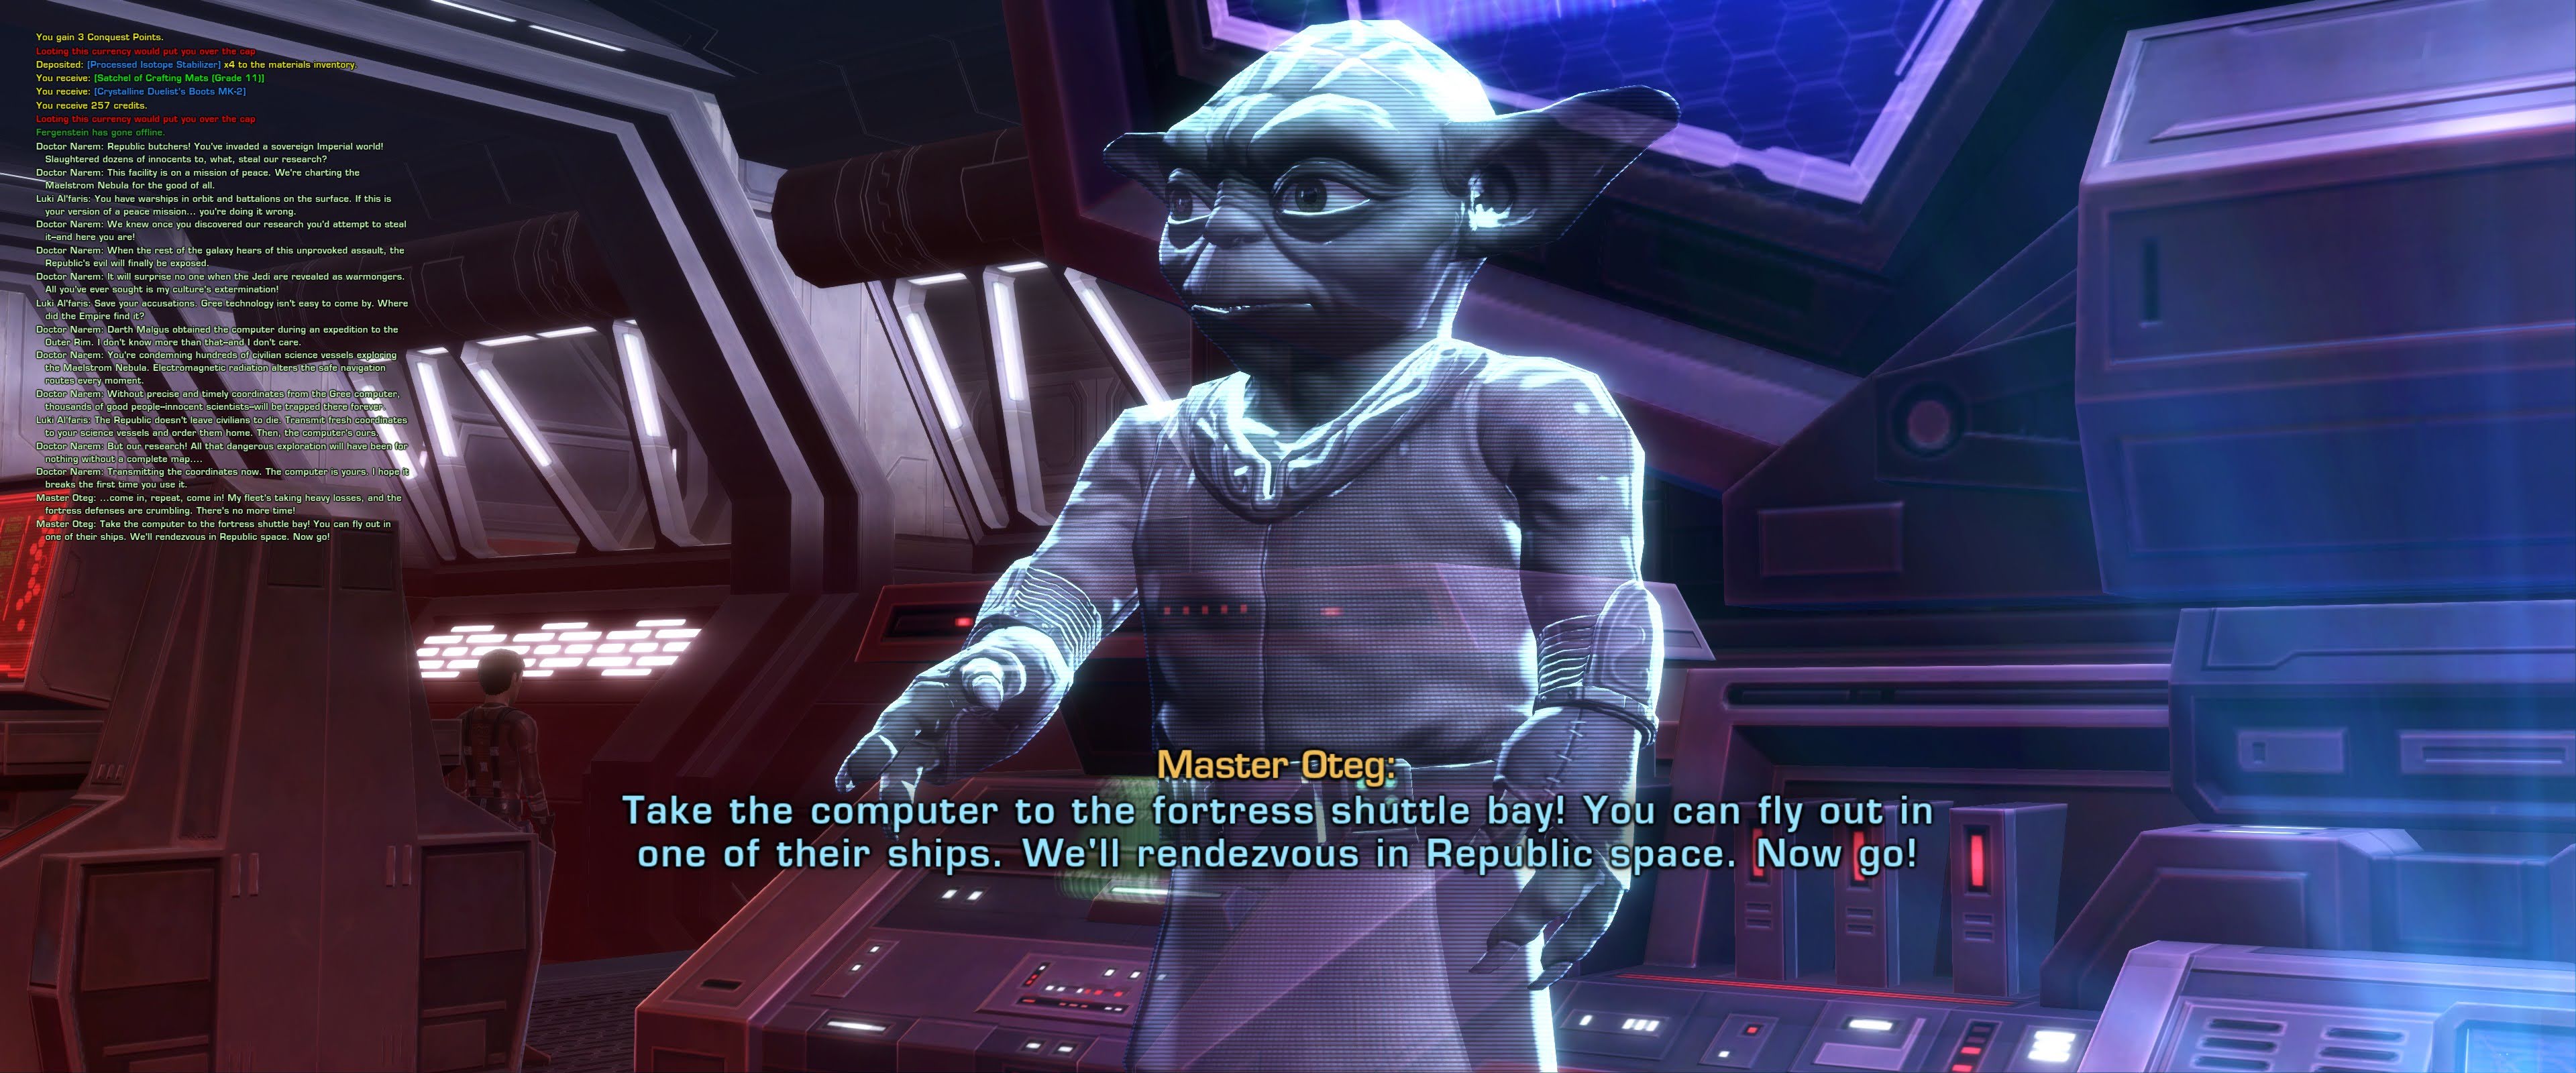 You gain 3 Conquest Points.
Looting this currency would put you over the cap
Deposited: [Processed Isotope Stabilizer] x4 to the materials inventory.
You receive: [Satchel of Crafting Mats (Grade 11)]
You receive: [Crystalline Duelist's Boots MK-2]
You receive 257 credits.
Looting this currency would put you over the cap
Fergenstein has gone offline.
Doctor Narem: Republic butchers! You've invaded a sovereign Imperial world!
Slaughtered dozens of innocents to, what, steal our research?
Doctor Narem: This facility is on a mission of peace. We're charting the
Maelstrom Nebula for the good of all.
Luki Al'faris: You have warships in orbit and battalions on the surface. If this is
your version of a peace mission... you're doing it wrong.
Doctor Narem: We knew once you discovered our research you'd attempt to steal
it–and here you are!
Doctor Narem: When the rest of the galaxy hears of this unprovoked assault, the
Republic's evil will finally be exposed.
Doctor Narem: It will surprise no one when the Jedi are revealed as warmongers.
All you've ever sought is my culture's extermination!
Luki Al'faris: Save your accusations. Gree technology isn't easy to come by. Where
did the Empire find it?
Doctor Narem: Darth Malgus obtained the computer during an expedition to the
Outer Rim. I don't know more than that–and I don't care.
Doctor Narem: You're condemning hundreds of civilian science vessels exploring
the Maelstrom Nebula. Electromagnetic radiation alters the safe navigation
routes every moment.
Doctor Narem: Without precise and timely coordinates from the Gree computer,
thousands of good people–innocent scientists–will be trapped there forever.
Luki Al'faris: The Republic doesn't leave civilians to die. Transmit fresh coordinates
to your science vessels and order them home. Then, the computer's ours.
Doctor Narem: But our research! All that dangerous exploration will have been for
nothing without a complete map....
Doctor Narem: Transmitting the coordinates now. The computer is yours. I hope it
breaks the first time you use it.
Master Oteg: ...come in, repeat, come in! My fleet's taking heavy losses, and the
fortress defenses are crumbling. There's no more time!
Master Oteg: Take the computer to the fortress shuttle bay! You can fly out in
one of their ships. We'll rendezvous in Republic space. Now go!
Master Oteg:
Take the computer to the fortress shuttle bay! You can fly out in
one of their ships. We'll rendezvous in Republic space. Now go!